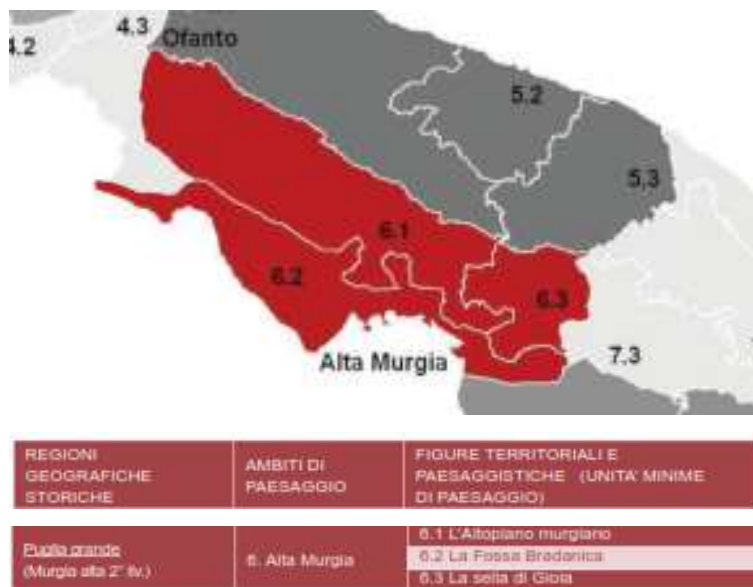 4.3
4.2
Ofanto
5.2
5,3
6.1
6.2
6.3
7.3
Alta Murgia
REGIONI
GEOGRAFICHE
STORICHE
AMBITI DI
PAESAGGIO
FIGURE TERRITORIALI E
PAESAGGISTICHE (UNITA' MINIME
DI PAESAGGIO)
Puglia grande
(Murgia alta 2° liv.)
6. Alta Murgia
6.1 L'Altopiano murgiano
6.2 La Fossa Bradanica
6.3 La sella di Gioia